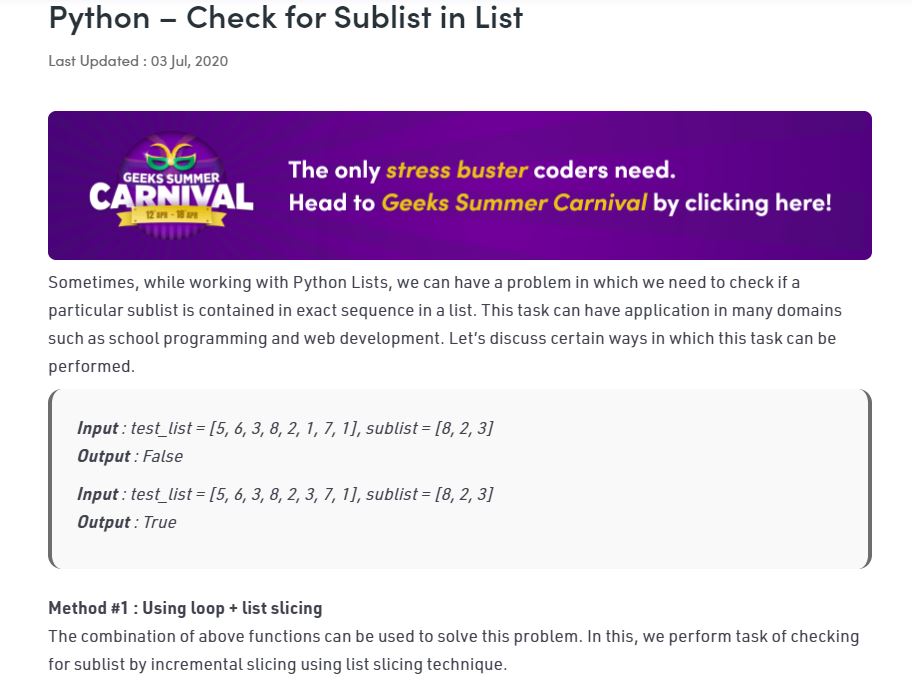 Python – Check for Sublist in List
Last Updated : 03 Jul, 2020
GEEKS SUMMER
CARNIVAL
12 APR - 18 APR
The only stress buster coders need.
Head to Geeks Summer Carnival by clicking here!
Sometimes, while working with Python Lists, we can have a problem in which we need to check if a
particular sublist is contained in exact sequence in a list. This task can have application in many domains
such as school programming and web development. Let’s discuss certain ways in which this task can be
performed.
Input : test_list = [5, 6, 3, 8, 2, 1, 7, 1], sublist = [8, 2, 3]
Output : False
Input : test_list = [5, 6, 3, 8, 2, 3, 7, 1], sublist = [8, 2, 3]
Output : True
Method #1 : Using loop + list slicing
The combination of above functions can be used to solve this problem. In this, we perform task of checking
for sublist by incremental slicing using list slicing technique.